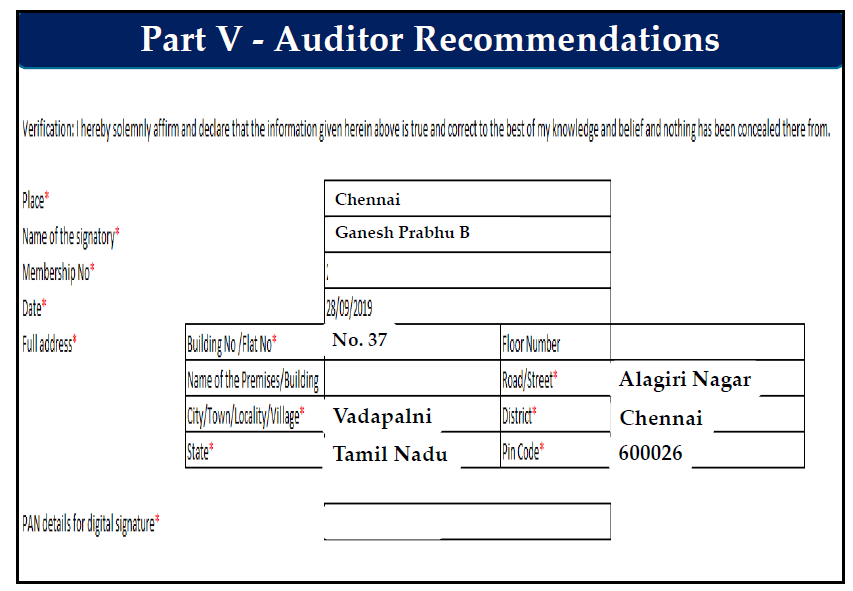 Part V - Auditor Recommendations
Verification: I hereby solemnly affirm and declare that the information given herein above is true and correct to the best of my knowledge and belief and nothing has been concealed there from.
Place* Chennai
Name of the signatory* Ganesh Prabhu B
Membership No*
Date* 28/09/2019
Full address* Building No /Flat No* No. 37 Floor Number
Name of the Premises/Building Road/Street* Alagiri Nagar
City/Town/Locality/Village* Vadapalni District* Chennai
State* Tamil Nadu Pin Code* 600026
PAN details for digital signature*